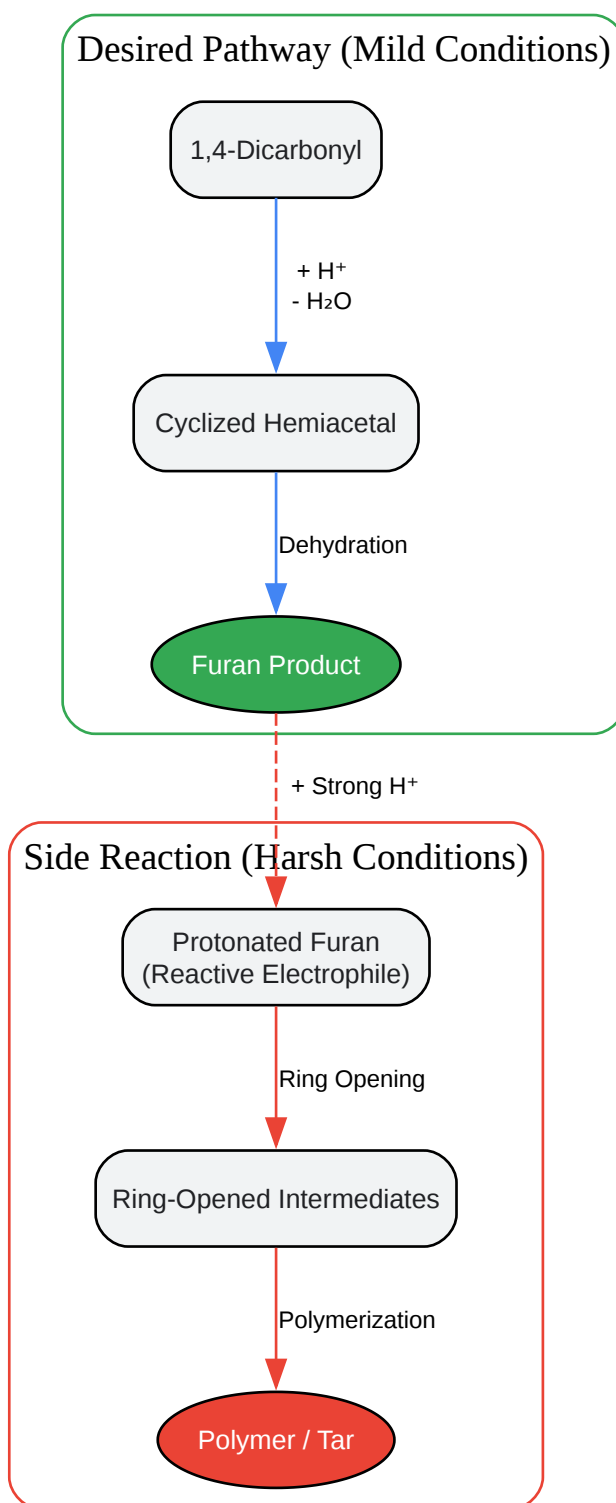 Desired Pathway (Mild Conditions)
1,4-Dicarbonyl
+ H⁺
- H₂O
Cyclized Hemiacetal
Dehydration
Furan Product
+ Strong H⁺
Side Reaction (Harsh Conditions)
Protonated Furan
(Reactive Electrophile)
Ring Opening
Ring-Opened Intermediates
Polymerization
Polymer / Tar